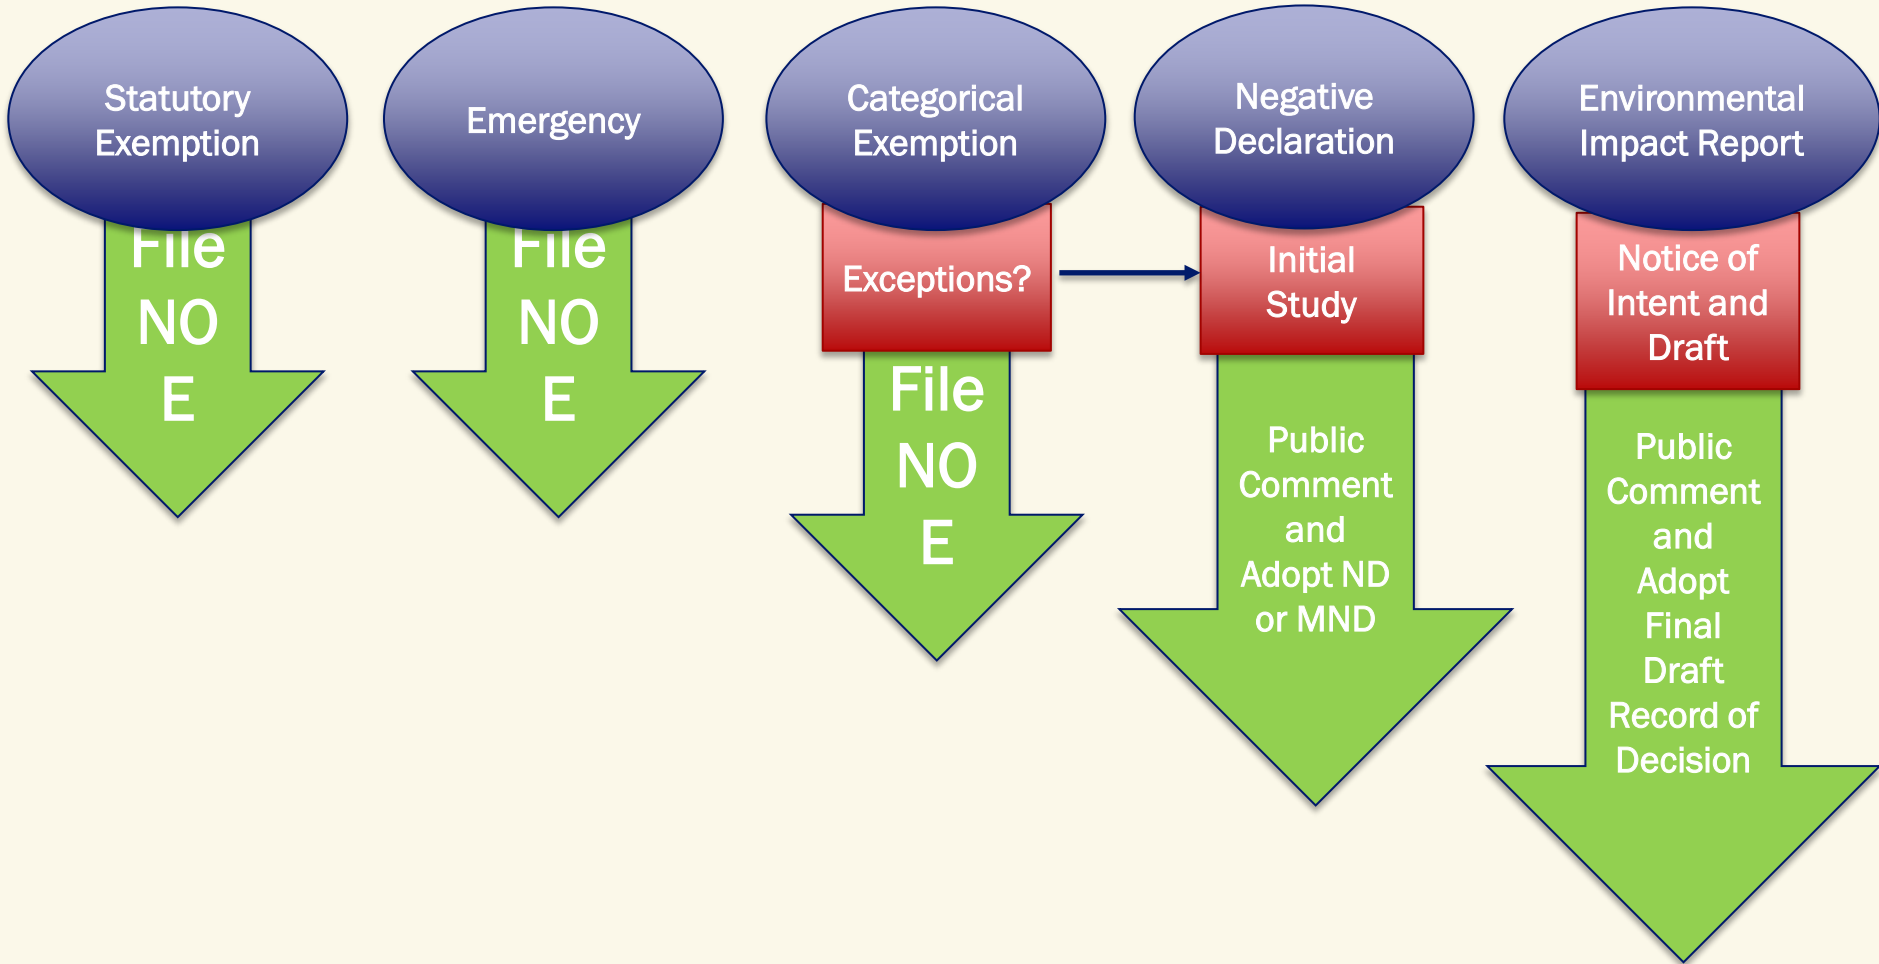 Statutory
Exemption
File
NO
E
Emergency
File
NO
E
Categorical
Exemption
Exceptions?
File
NO
E
Negative
Declaration
Initial
Study
Public
Comment
and
Adopt ND
or MND
Environmental
Impact Report
Notice of
Intent and
Draft
Public
Comment
and
Adopt
Final
Draft
Record of
Decision